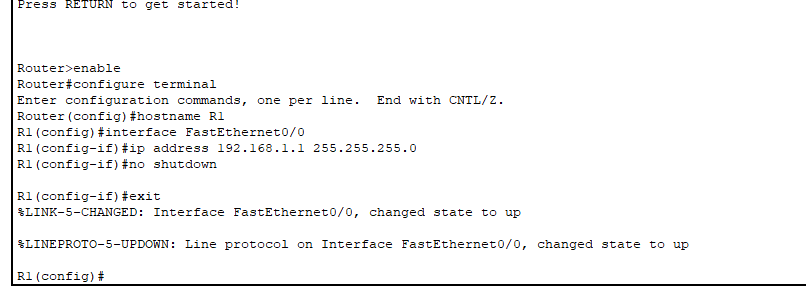 Press RETURN to get started!
Router>enable
Router#configure terminal
Enter configuration commands, one per line.  End with CNTL/Z.
Router(config)#hostname R1
R1(config)#interface FastEthernet0/0
R1(config-if)#ip address 192.168.1.1 255.255.255.0
R1(config-if)#no shutdown
R1(config-if)#exit
%LINK-5-CHANGED: Interface FastEthernet0/0, changed state to up
%LINEPROTO-5-UPDOWN: Line protocol on Interface FastEthernet0/0, changed state to up
R1(config)#